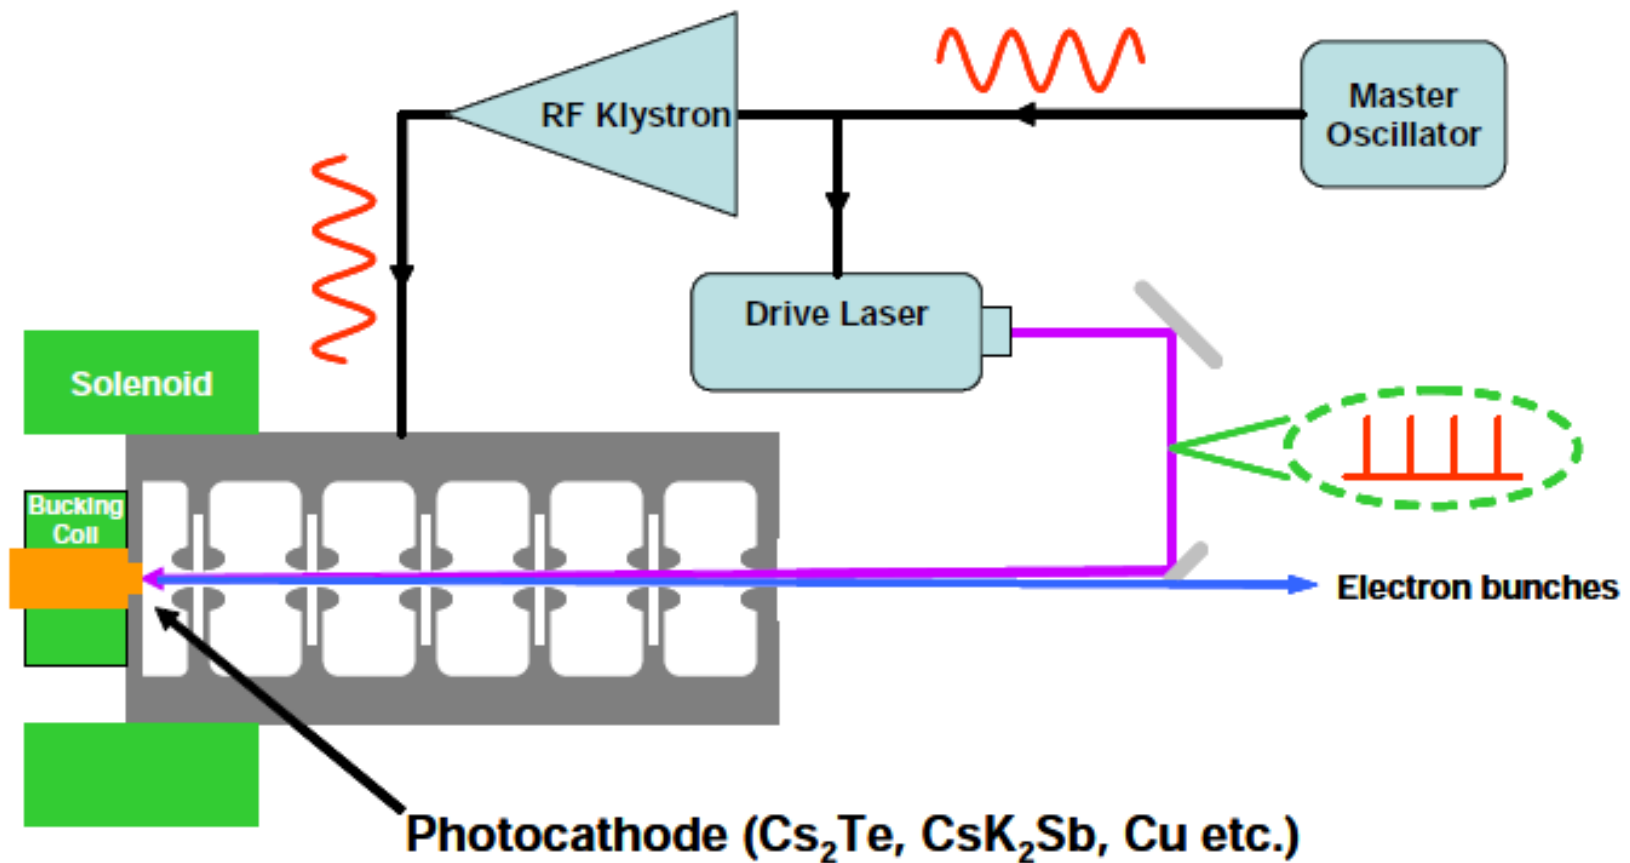 RF Klystron
Master
Oscillator
Drive Laser
Solenoid
Bucking
Coil
Electron bunches
Photocathode (Cs₂Te, CsK₂Sb, Cu etc.)